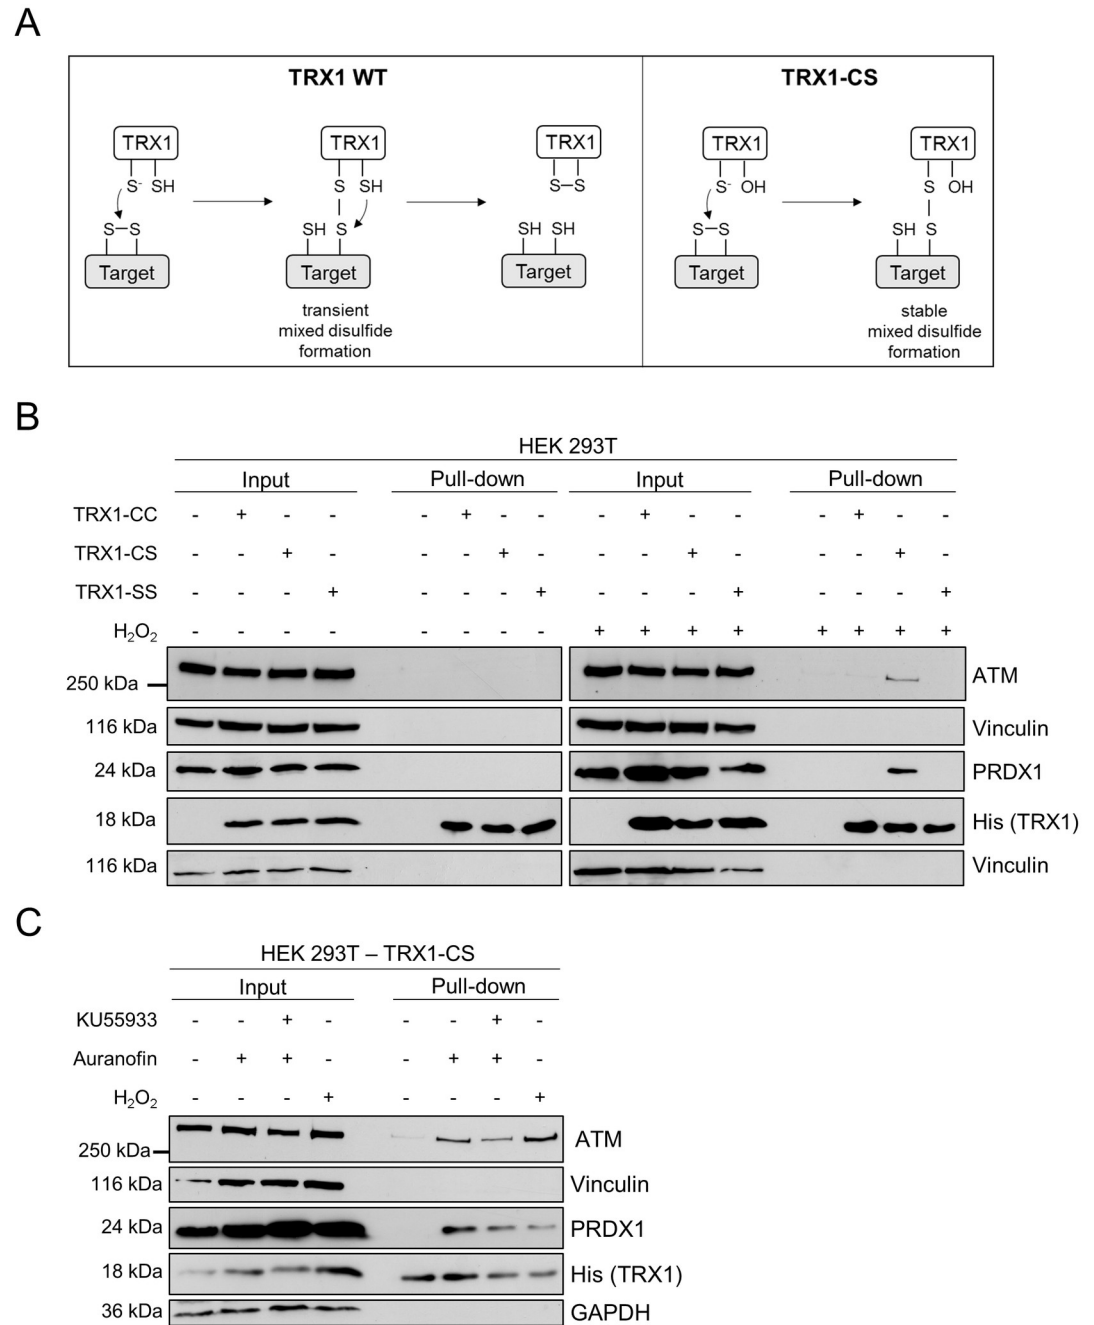 A
TRX1 WT
TRX1-CS
TRX1 TRX1 TRX1 TRX1 TRX1
S⁻ SH S SH S–S S⁻ OH S OH
S–S SH S SH SH S–S SH S
Target Target Target Target Target
transient
mixed disulfide
formation
stable
mixed disulfide
formation
B
HEK 293T
Input Pull-down Input Pull-down
TRX1-CC - + - - - + - - - + - - - + - -
TRX1-CS - - + - - - + - - - + - - - + -
TRX1-SS - - - + - - - + - - - + - - - +
H₂O₂ - - - - - - - - + + + + + + + +
250 kDa ATM
116 kDa Vinculin
24 kDa PRDX1
18 kDa His (TRX1)
116 kDa Vinculin
C
HEK 293T – TRX1-CS
Input Pull-down
KU55933 - - + - - - + -
Auranofin - + + - - + + -
H₂O₂ - - - + - - - +
250 kDa ATM
116 kDa Vinculin
24 kDa PRDX1
18 kDa His (TRX1)
36 kDa GAPDH